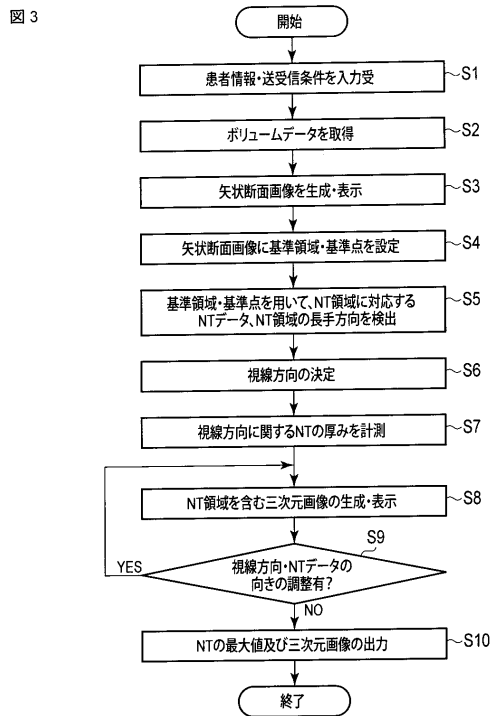 図3
開始
患者情報・送受信条件を入力受
S1
ボリュームデータを取得
S2
矢状断面画像を生成・表示
S3
矢状断面画像に基準領域・基準点を設定
S4
基準領域・基準点を用いて、NT領域に対応する
NTデータ、NT領域の長手方向を検出
S5
視線方向の決定
S6
視線方向に関するNTの厚みを計測
S7
NT領域を含む三次元画像の生成・表示
S8
S9
視線方向・NTデータの
向きの調整有?
YES
NO
NTの最大値及び三次元画像の出力
S10
終了